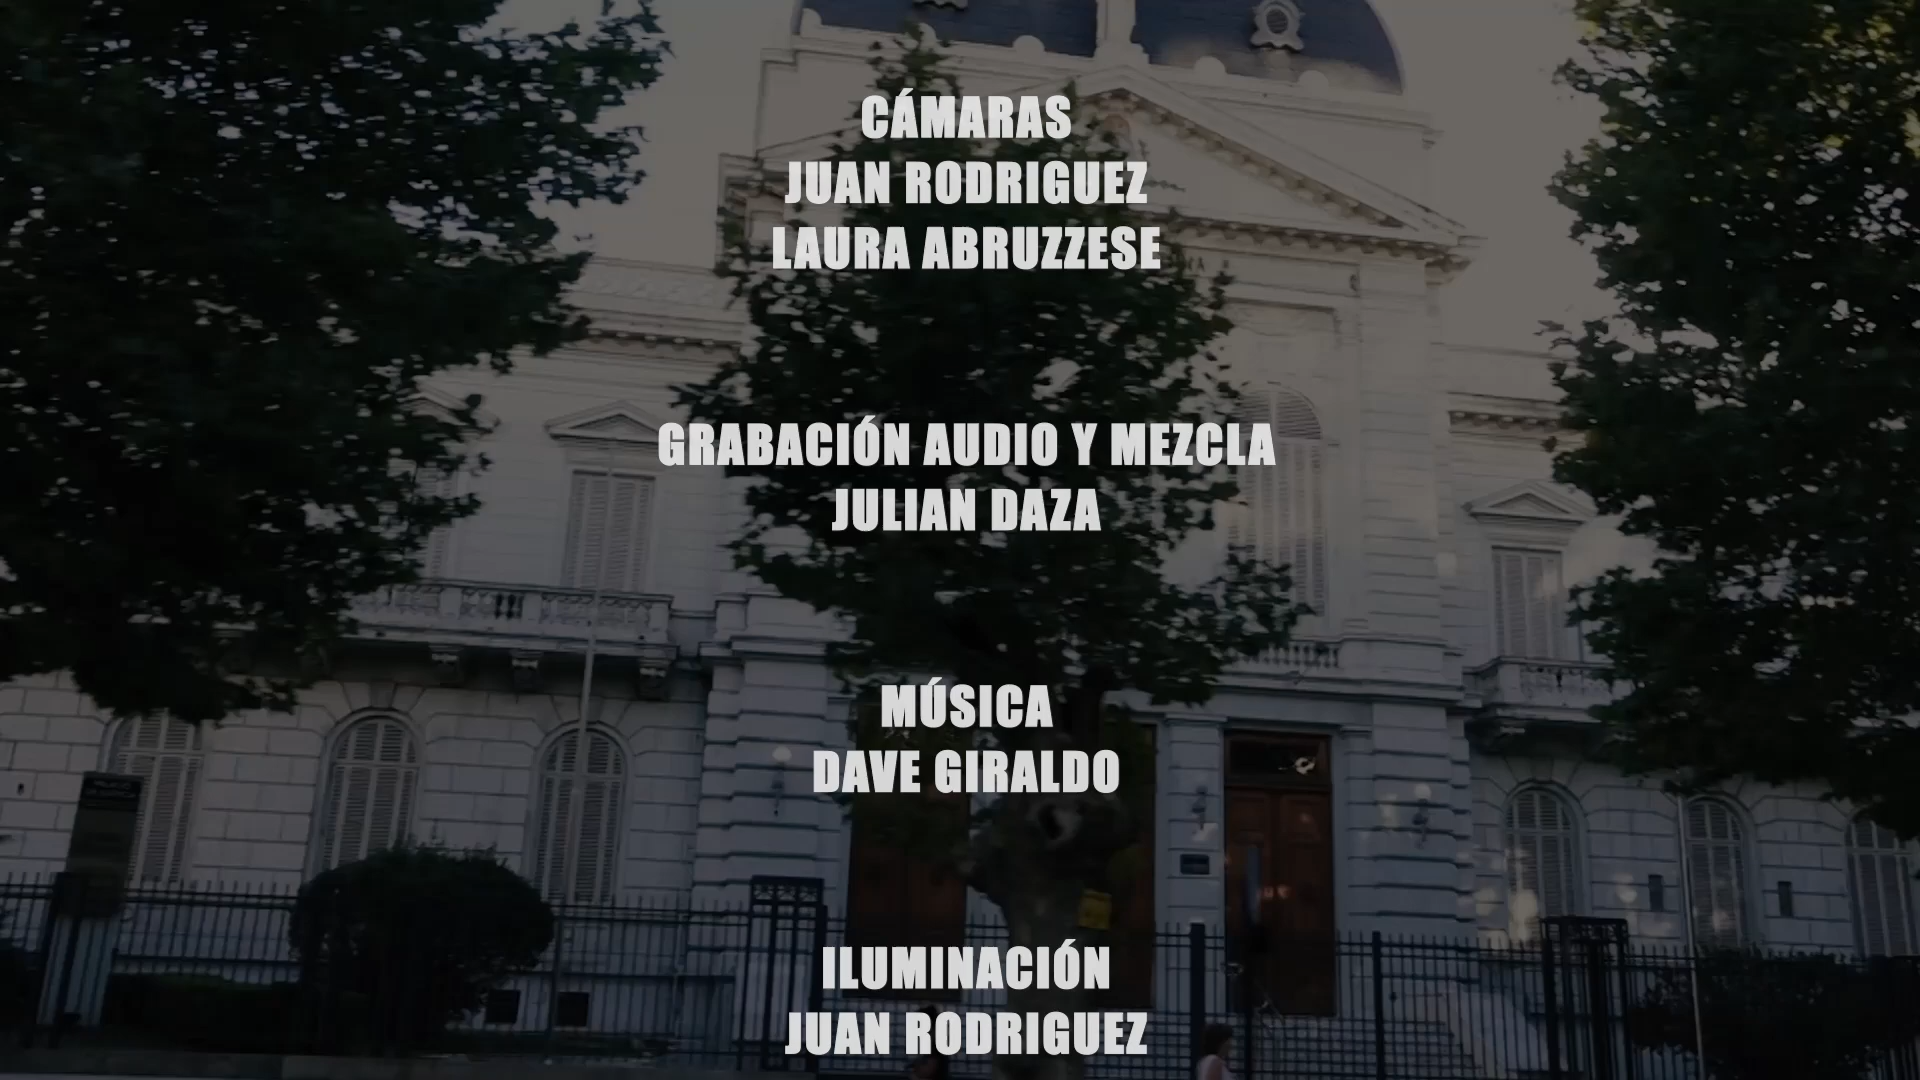 CÁMARAS
JUAN RODRIGUEZ
LAURA ABRUZZESE
GRABACIÓN AUDIO Y MEZCLA
JULIAN DAZA
MÚSICA
DAVE GIRALDO
ILUMINACIÓN
JUAN RODRIGUEZ